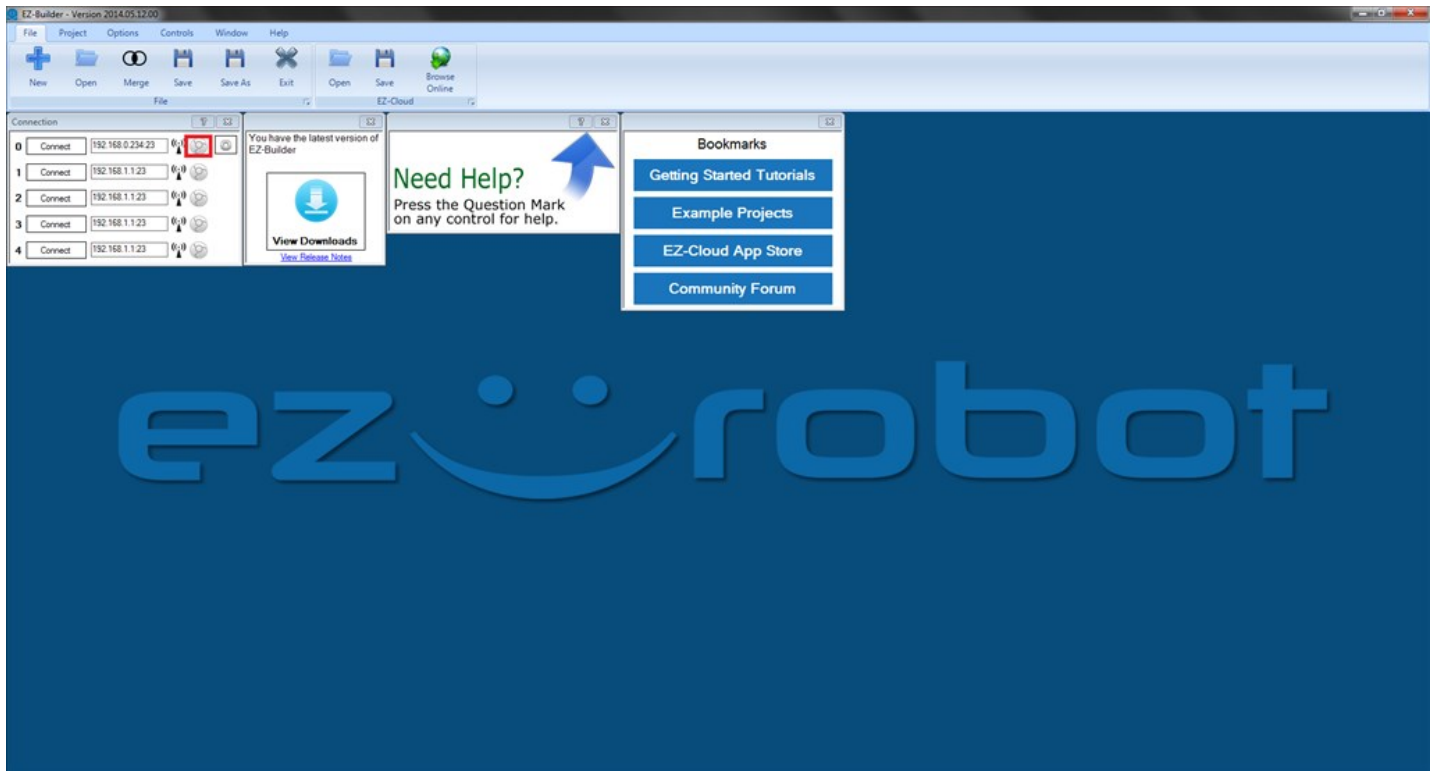 EZ-Builder - Version 2014.05.12.00
File Project Options Controls Window Help
New Open Merge Save Save As Exit Open Save Browse Online
File EZ-Cloud
Connection
0 Connect 192.168.0.234:23
1 Connect 192.168.1.1:23
2 Connect 192.168.1.1:23
3 Connect 192.168.1.1:23
4 Connect 192.168.1.1:23
You have the latest version of
EZ-Builder
View Downloads
View Release Notes
Need Help?
Press the Question Mark
on any control for help.
Bookmarks
Getting Started Tutorials
Example Projects
EZ-Cloud App Store
Community Forum
ez robot